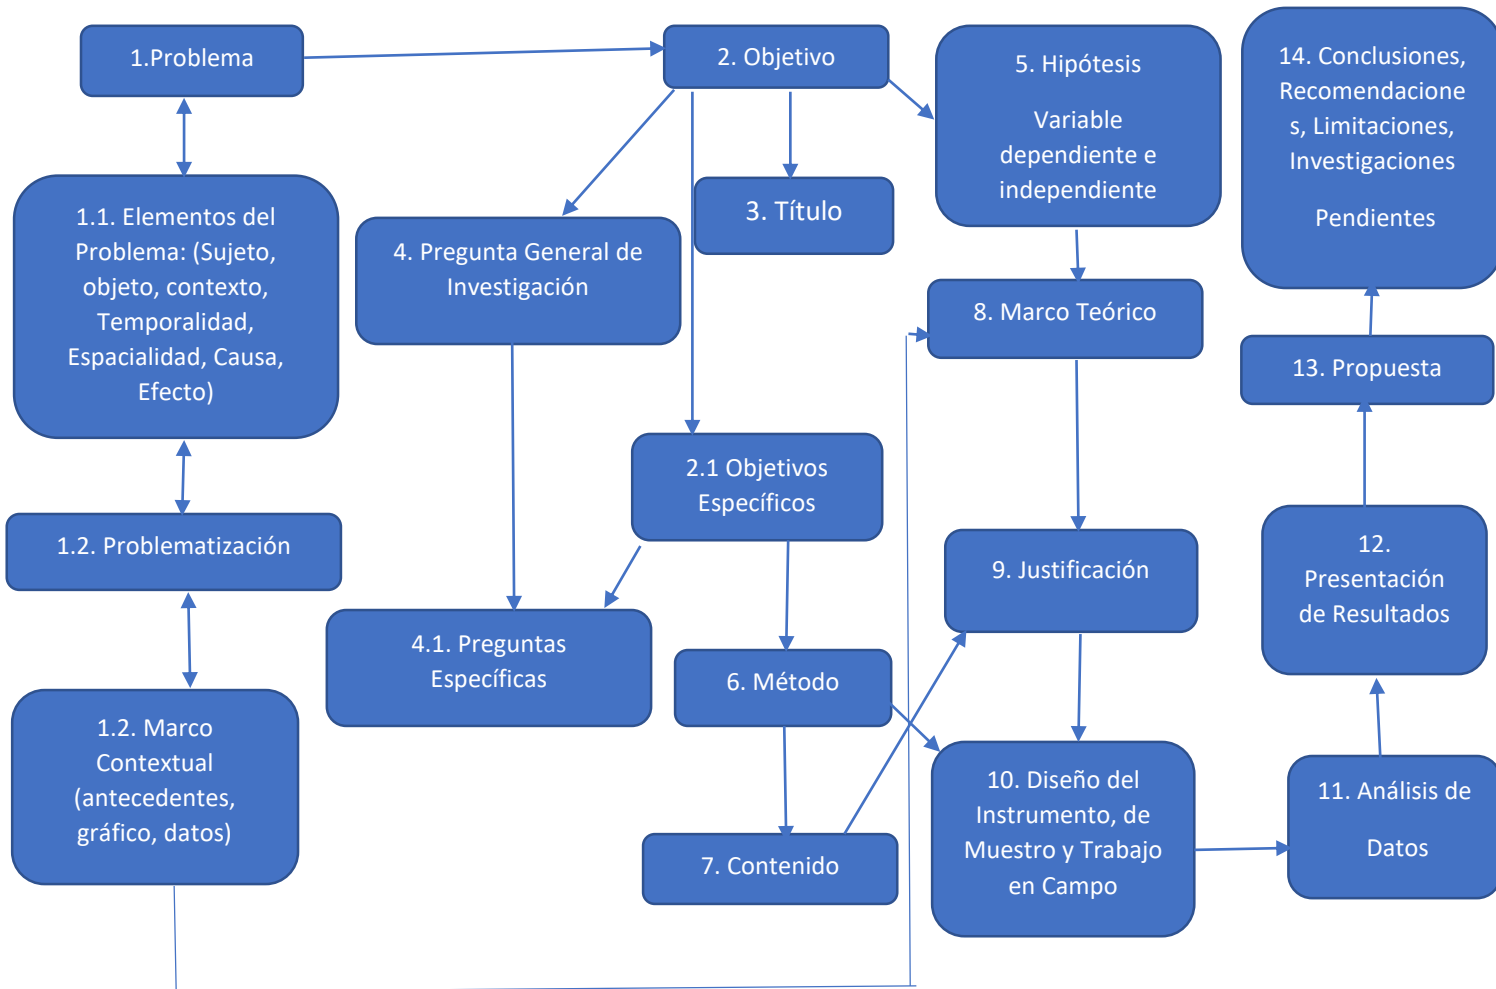 1.Problema
2. Objetivo
5. Hipótesis
Variable
dependiente e
independiente
14. Conclusiones,
Recomendacione
s, Limitaciones,
Investigaciones
Pendientes
1.1. Elementos del
Problema: (Sujeto,
objeto, contexto,
Temporalidad,
Espacialidad, Causa,
Efecto)
3. Título
4. Pregunta General de
Investigación
8. Marco Teórico
13. Propuesta
2.1 Objetivos
Específicos
1.2. Problematización
9. Justificación
12.
Presentación
de Resultados
4.1. Preguntas
Específicas
6. Método
1.2. Marco
Contextual
(antecedentes,
gráfico, datos)
10. Diseño del
Instrumento, de
Muestro y Trabajo
en Campo
11. Análisis de
Datos
7. Contenido